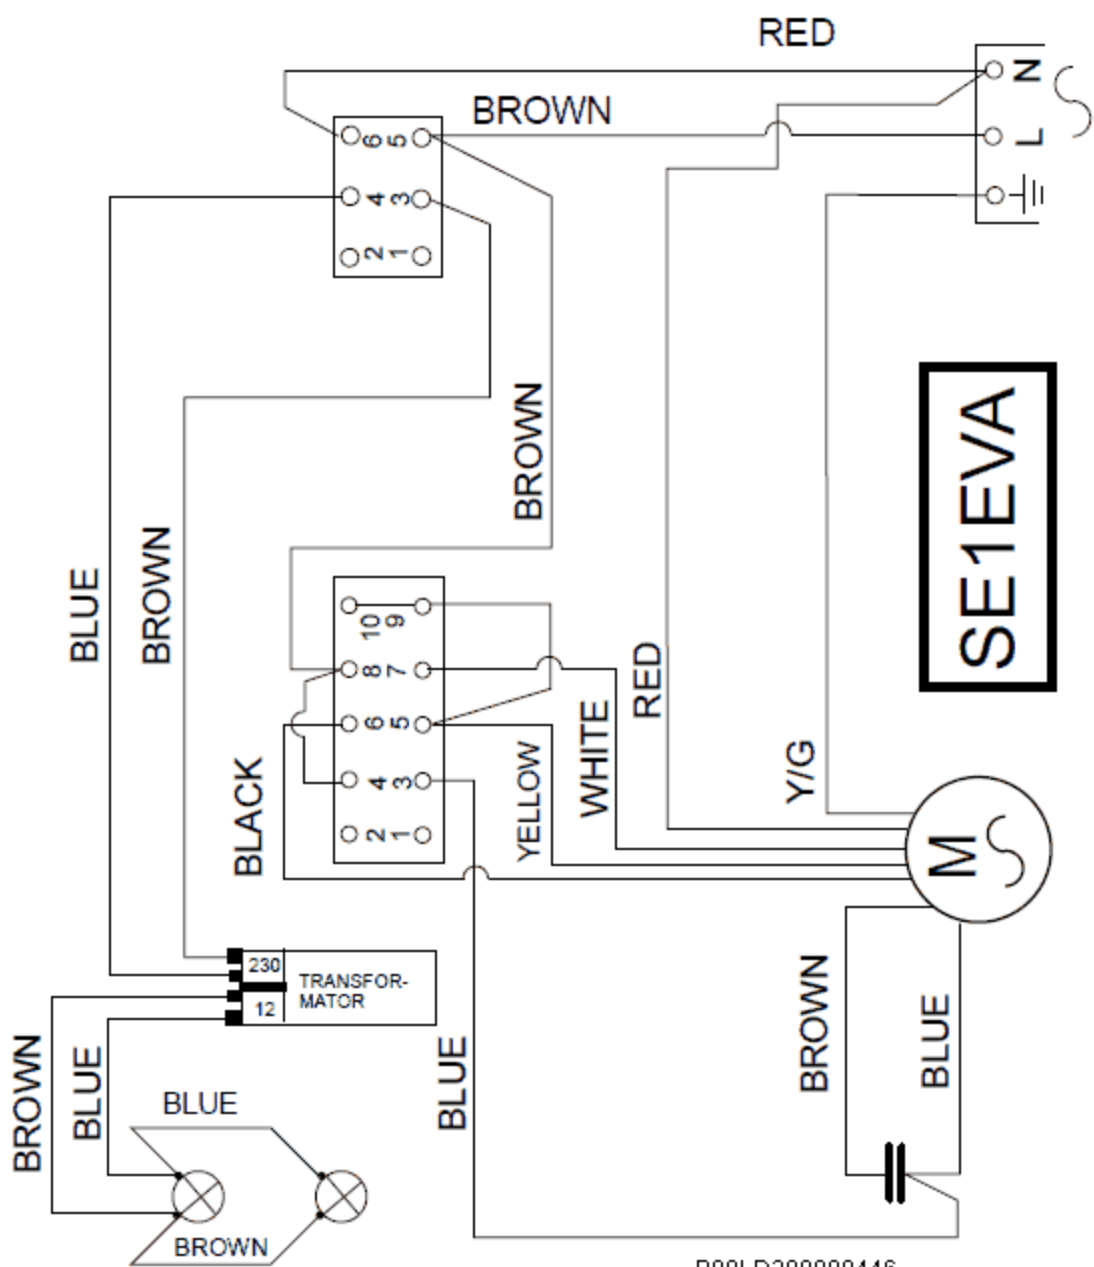 RED
N
BROWN
L
6 5
4 3
2 1
BROWN
SE1EVA
BLUE
BROWN
10 9
8 7
6 5
4 3
2 1
RED
WHITE
YELLOW
Y/G
BLACK
M
230
12
TRANSFOR-
MATOR
BROWN
BLUE
BLUE
BROWN
BLUE
BLUE
BROWN